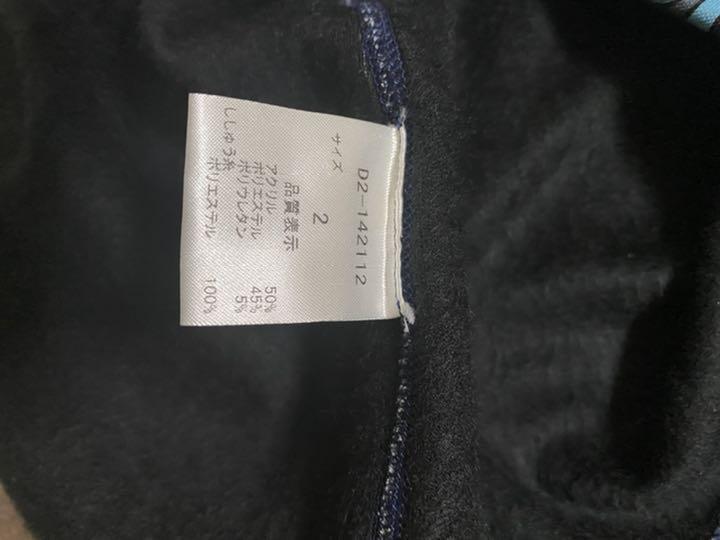 D2-142112
サイズ 2
品質表示
アクリル 50%
ポリエステル 45%
ポリウレタン 5%
ししゅう糸
ポリエステル 100%